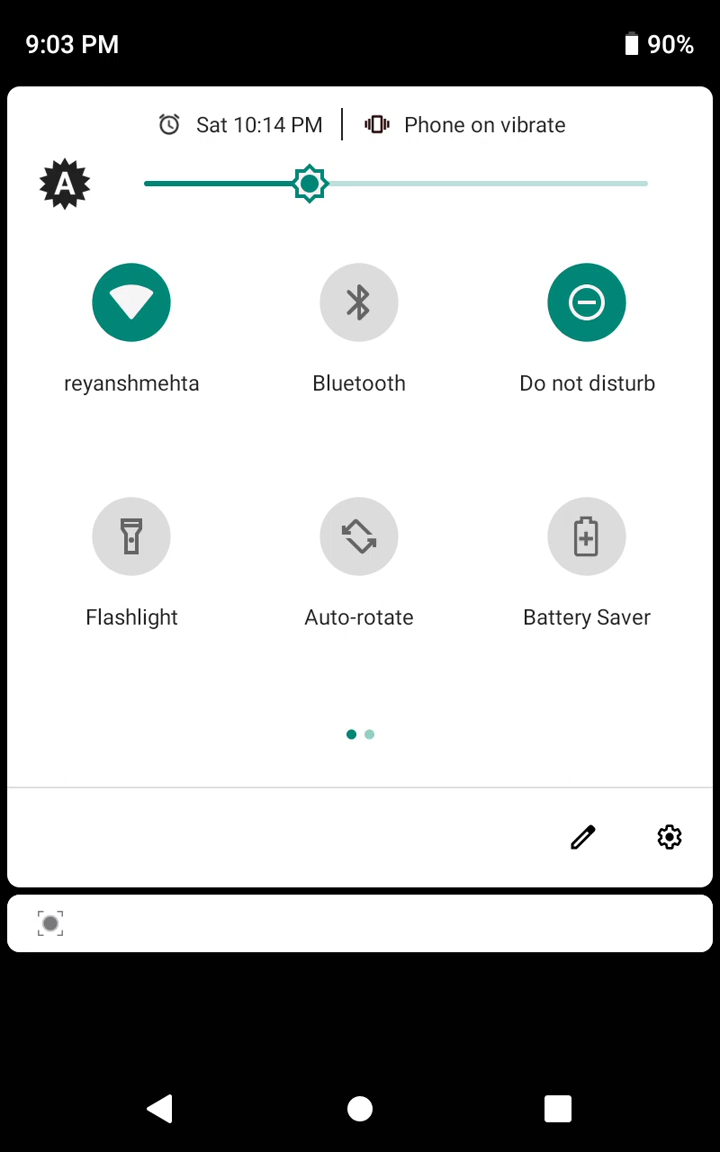 9:03 PM 90%
Sat 10:14 PM Phone on vibrate
A
reyanshmehta Bluetooth Do not disturb
Flashlight Auto-rotate Battery Saver